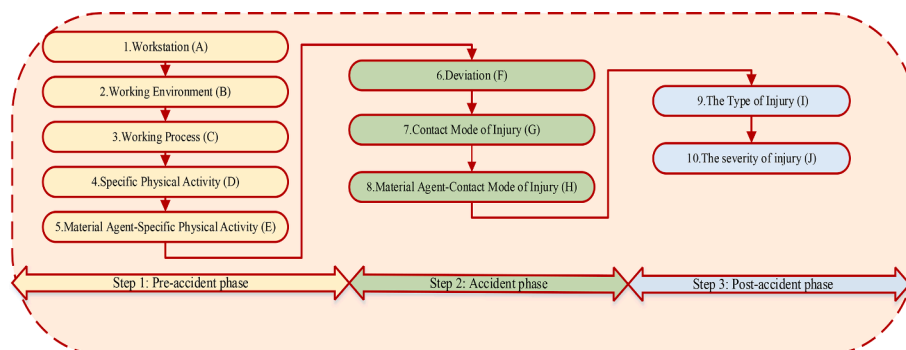 1.Workstation (A)
2.Working Environment (B)
3.Working Process (C)
4.Specific Physical Activity (D)
5.Material Agent-Specific Physical Activity (E)
6.Deviation (F)
7.Contact Mode of Injury (G)
8.Material Agent-Contact Mode of Injury (H)
9.The Type of Injury (I)
10.The severity of injury (J)
Step 1: Pre-accident phase
Step 2: Accident phase
Step 3: Post-accident phase